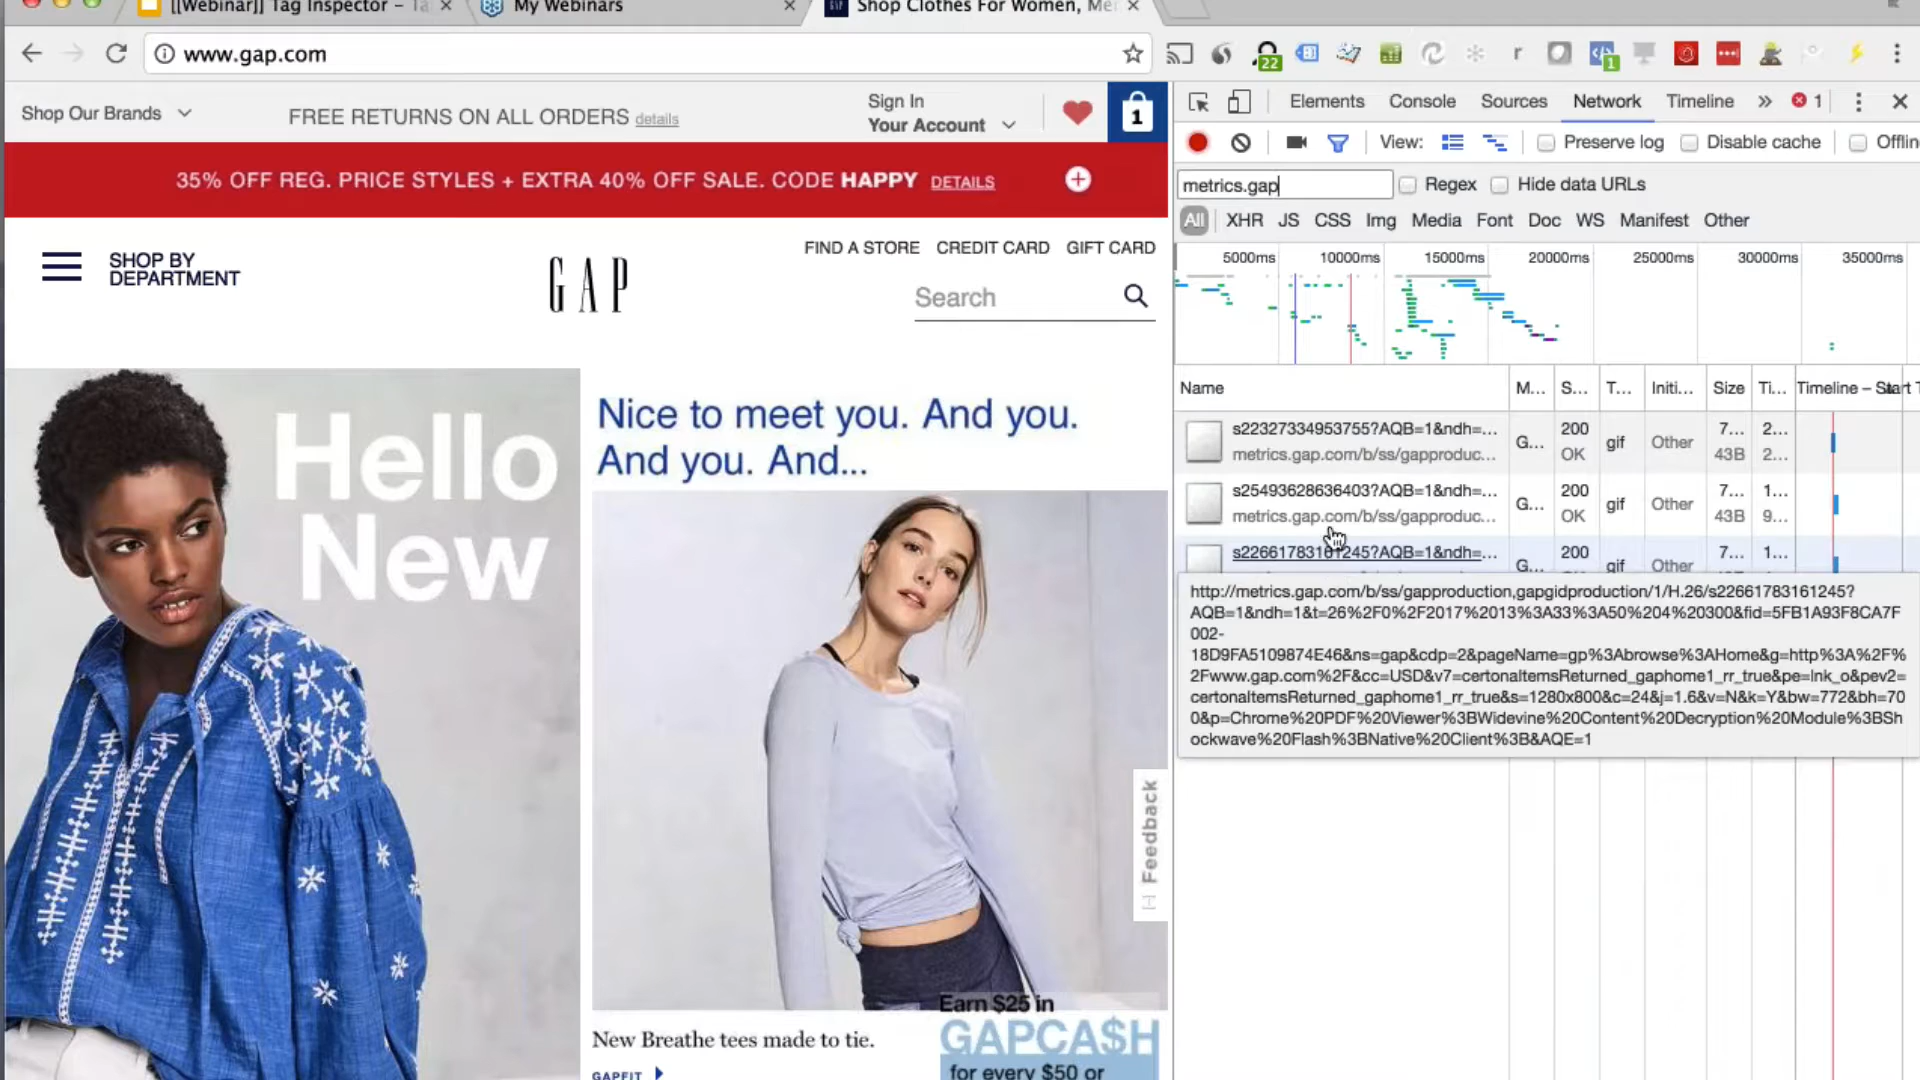 [[Webinar]] Tag Inspector – Ta
My Webinars
Shop Clothes For Women, Me
www.gap.com
22
1
Shop Our Brands
FREE RETURNS ON ALL ORDERS details
Sign In
Your Account
1
35% OFF REG. PRICE STYLES + EXTRA 40% OFF SALE. CODE HAPPY DETAILS
SHOP BY
DEPARTMENT
GAP
FIND A STORE CREDIT CARD GIFT CARD
Search
Hello
New
Nice to meet you. And you.
And you. And...
Feedback
New Breathe tees made to tie.
GAPFIT
Earn $25 in
GAPCA$H
for every $50 or
Elements Console Sources Network Timeline » 1
View: Preserve log Disable cache Offlin
metrics.gap Regex Hide data URLs
All XHR JS CSS Img Media Font Doc WS Manifest Other
5000ms 10000ms 15000ms 20000ms 25000ms 30000ms 35000ms
Name M... S... T... Initi... Size Ti... Timeline – Start T
s22327334953755?AQB=1&ndh=... G... 200 gif Other 7... 2...
metrics.gap.com/b/ss/gapproduc... OK 43B 2...
s25493628636403?AQB=1&ndh=... G... 200 gif Other 7... 1...
metrics.gap.com/b/ss/gapproduc... OK 43B 9...
s22661783161245?AQB=1&ndh=... G... 200 gif Other 7... 1...
http://metrics.gap.com/b/ss/gapproduction,gapgidproduction/1/H.26/s22661783161245?
AQB=1&ndh=1&t=26%2F0%2F2017%2013%3A33%3A50%204%20300&fid=5FB1A93F8CA7F
002-
18D9FA5109874E46&ns=gap&cdp=2&pageName=gp%3Abrowse%3AHome&g=http%3A%2F%
2Fwww.gap.com%2F&cc=USD&v7=certonaItemsReturned_gaphome1_rr_true&pe=lnk_o&pev2=
certonaItemsReturned_gaphome1_rr_true&s=1280x800&c=24&j=1.6&v=N&k=Y&bw=772&bh=70
0&p=Chrome%20PDF%20Viewer%3BWidevine%20Content%20Decryption%20Module%3BSh
ockwave%20Flash%3BNative%20Client%3B&AQE=1